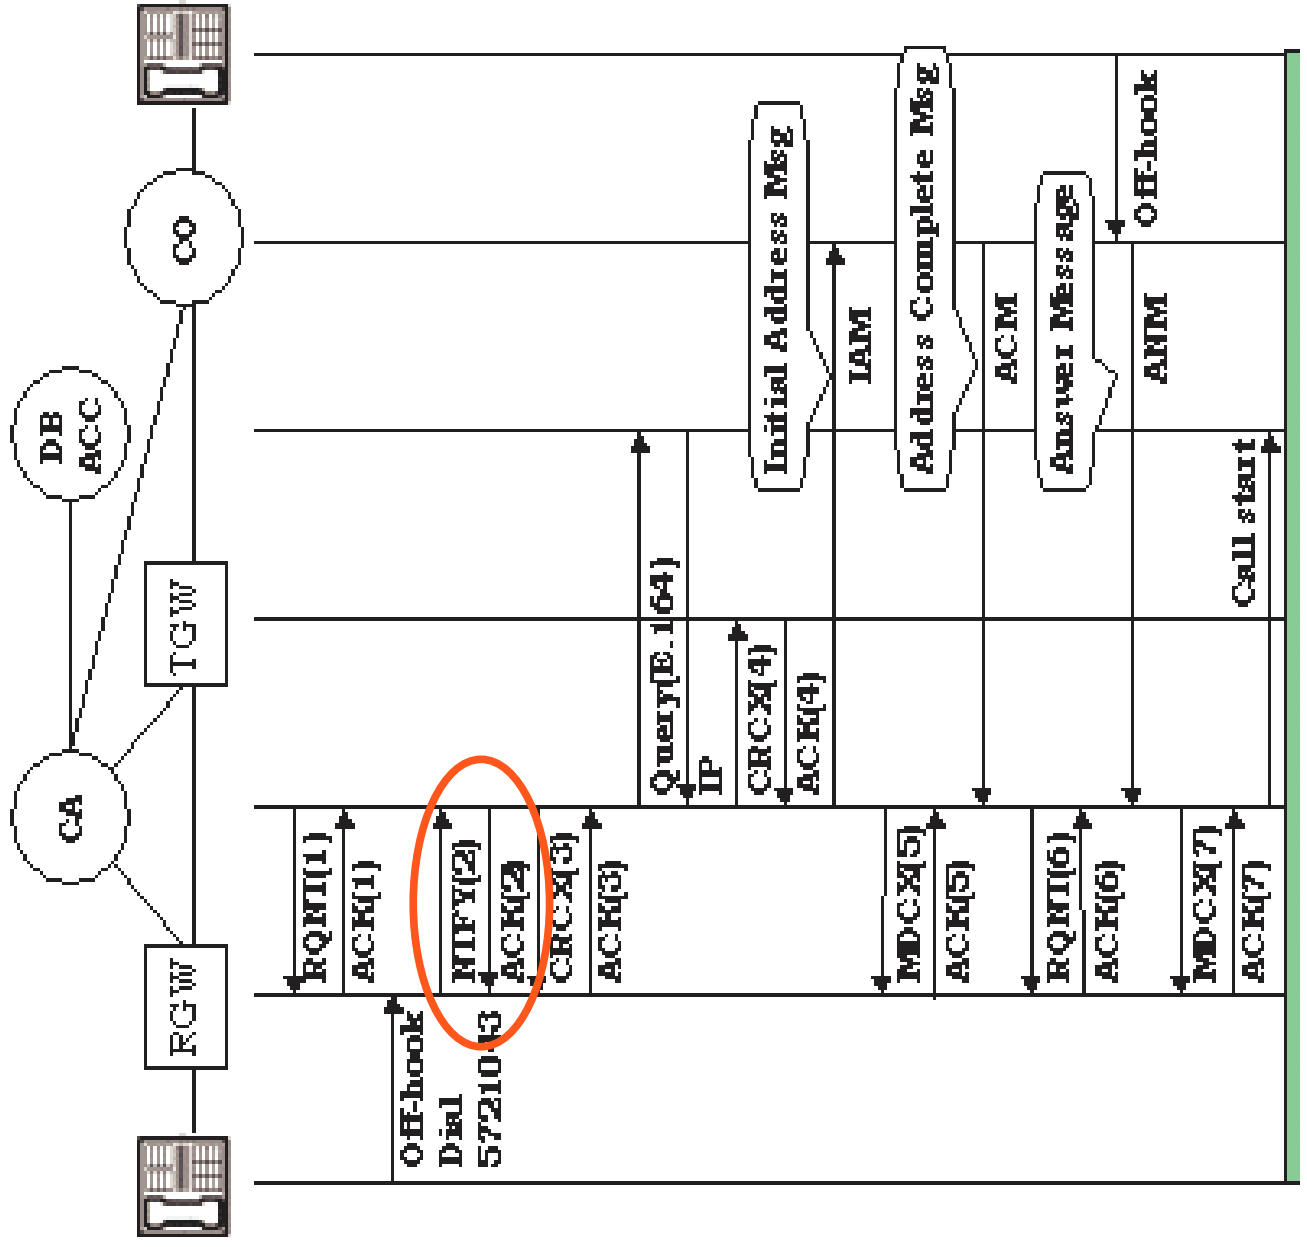 RGW
CA
TGW
DB
ACC
CO
RQNT(1)
ACK(1)
Off-hook
Dial
5721043
NTFY(2)
ACK(2)
CRCX(3)
ACK(3)
Query(E.164)
IP
CRCX(4)
ACK(4)
Initial Address Msg
IAM
MDCX(5)
ACK(5)
Address Complete Msg
ACM
RQNT(6)
ACK(6)
Answer Message
Off-hook
ANM
MDCX(7)
ACK(7)
Call start